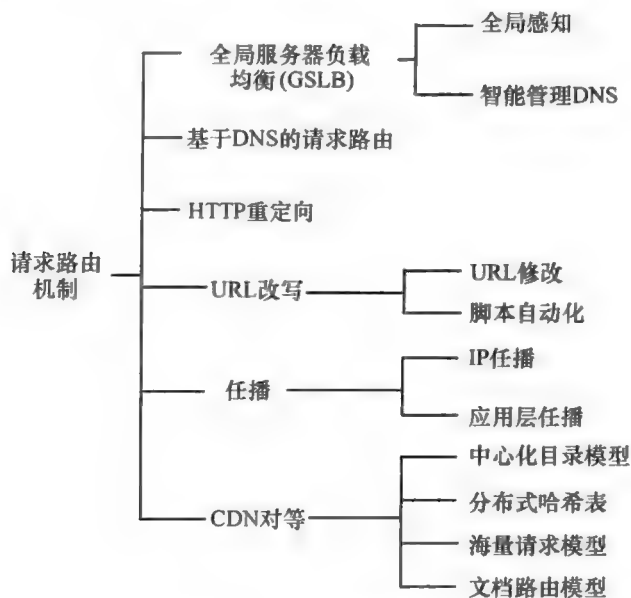 请求路由
机制
全局服务器负载
均衡(GSLB)
全局感知
智能管理DNS
基于DNS的请求路由
HTTP重定向
URL改写
URL修改
脚本自动化
任播
IP任播
应用层任播
CDN对等
中心化目录模型
分布式哈希表
海量请求模型
文档路由模型